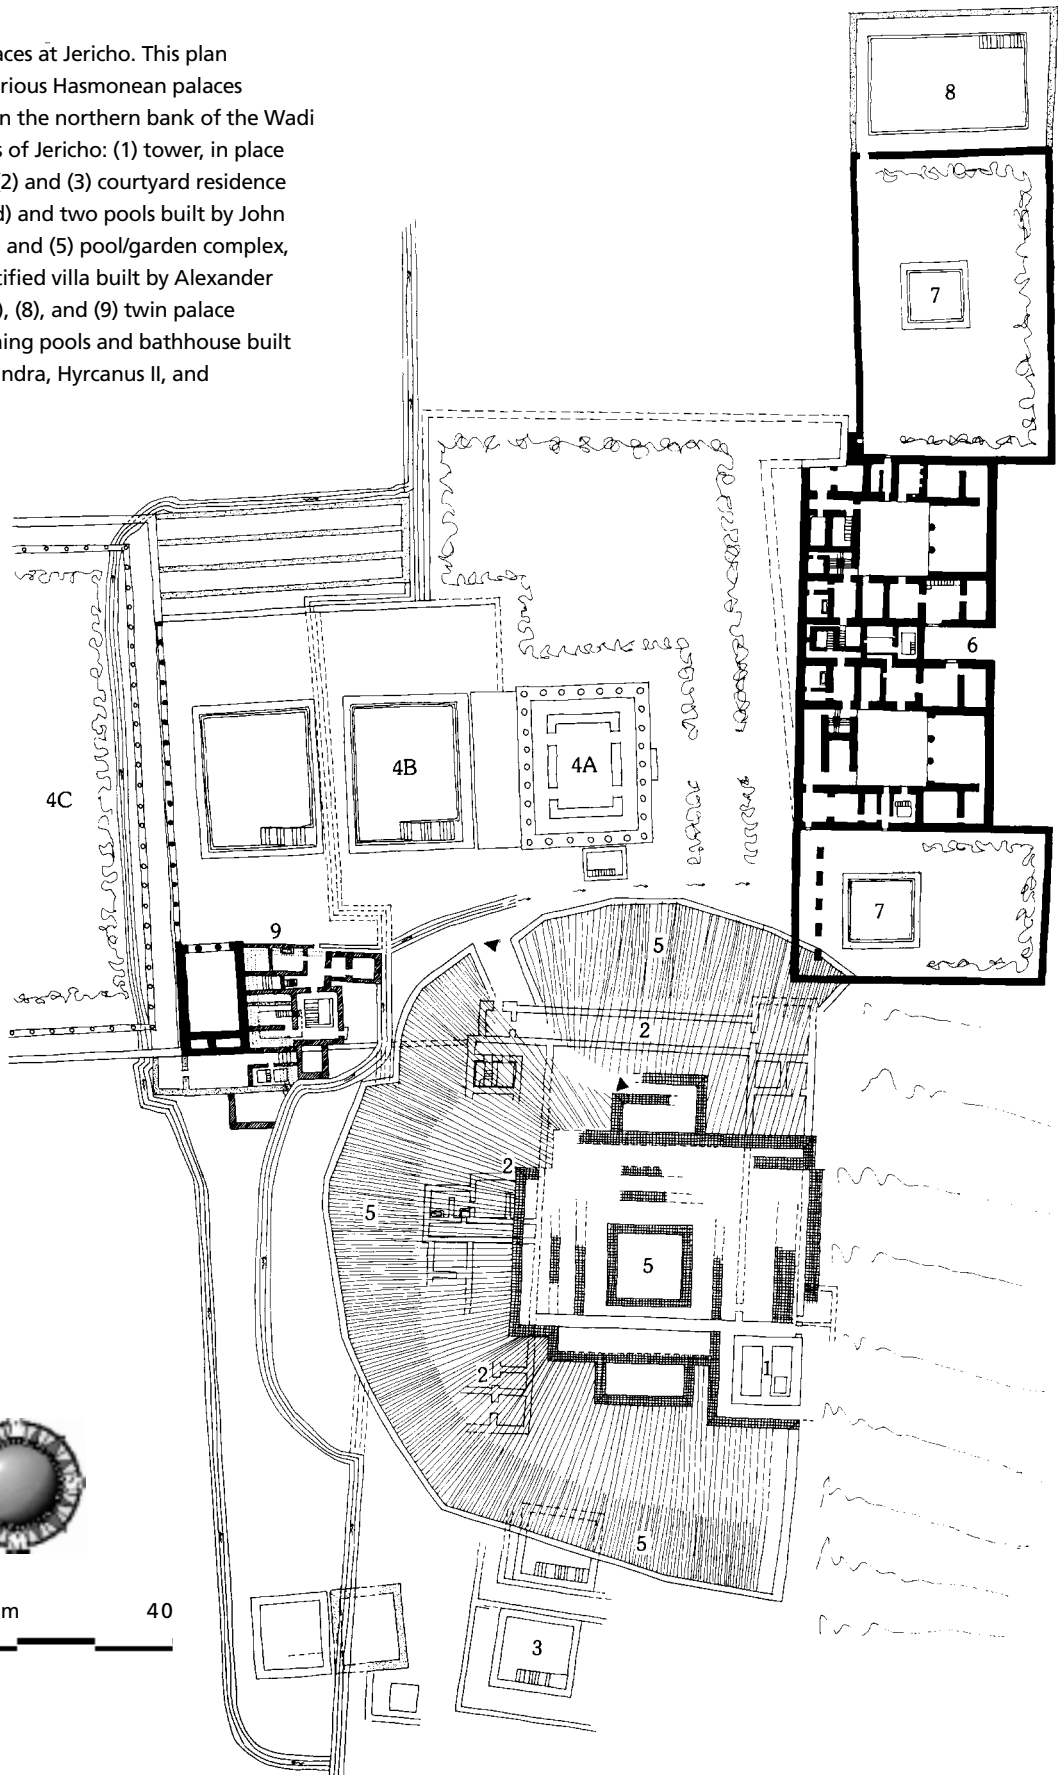 aces at Jericho. This plan
rious Hasmonean palaces
n the northern bank of the Wadi
s of Jericho: (1) tower, in place
(2) and (3) courtyard residence
d) and two pools built by John
and (5) pool/garden complex,
tified villa built by Alexander
), (8), and (9) twin palace
ning pools and bathhouse built
ndra, Hyrcanus II, and
8
7
6
4B
4A
4C
7
9
5
2
2
5
5
1
2
5
3
m 40